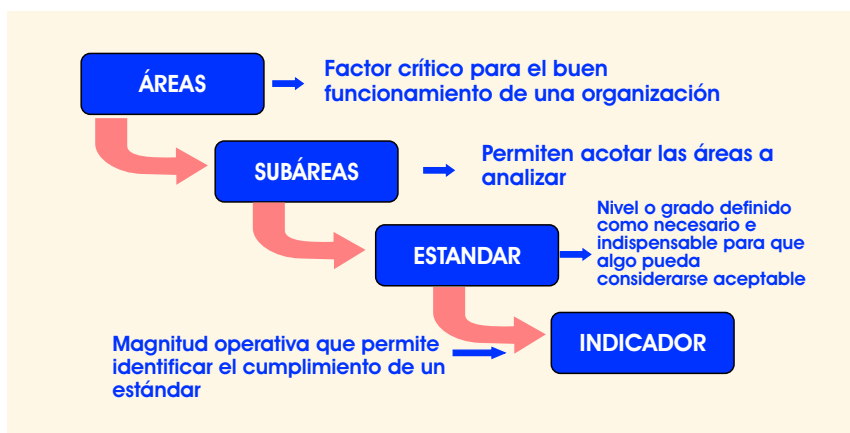 ÁREAS
Factor crítico para el buen
funcionamiento de una organización
SUBÁREAS
Permiten acotar las áreas a
analizar
ESTANDAR
Nivel o grado definido
como necesario e
indispensable para que
algo pueda
considerarse aceptable
INDICADOR
Magnitud operativa que permite
identificar el cumplimiento de un
estándar